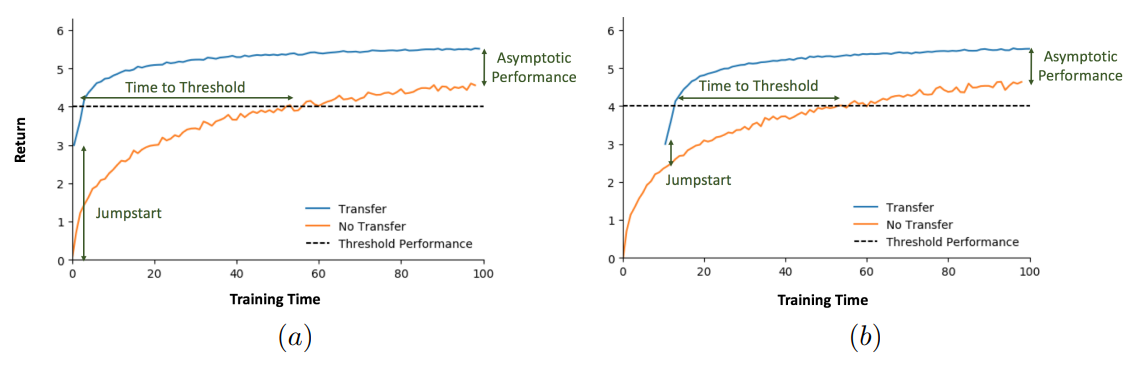 6
5
4
3
2
1
0
0 20 40 60 80 100
Return
Training Time
Time to Threshold
Asymptotic
Performance
Jumpstart
Transfer
No Transfer
Threshold Performance
(a)
6
5
4
3
2
1
0
0 20 40 60 80 100
Training Time
Time to Threshold
Asymptotic
Performance
Jumpstart
Transfer
No Transfer
Threshold Performance
(b)